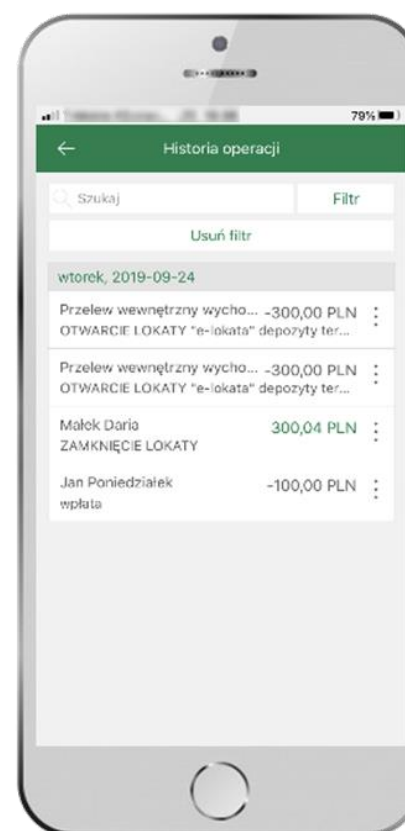 79%
Historia operacji
Szukaj Filtr
Usuń filtr
wtorek, 2019-09-24
Przelew wewnętrzny wycho... -300,00 PLN
OTWARCIE LOKATY "e-lokata" depozyty ter...
Przelew wewnętrzny wycho... -300,00 PLN
OTWARCIE LOKATY "e-lokata" depozyty ter...
Małek Daria 300,04 PLN
ZAMKNIĘCIE LOKATY
Jan Poniedziałek -100,00 PLN
wpłata